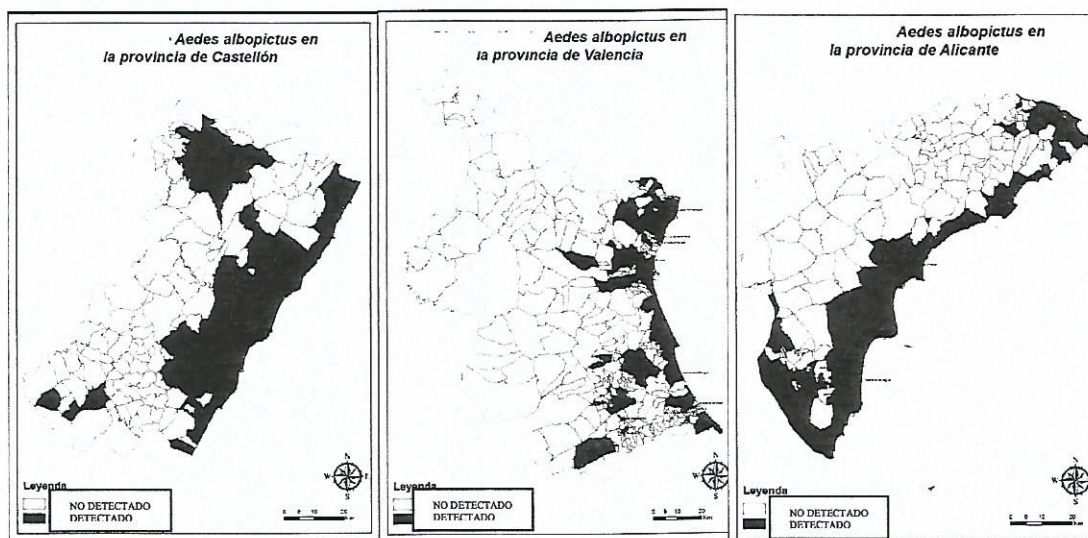 Aedes albopictus en
la provincia de Castellón
N
W
S
Leyenda
NO DETECTADO
DETECTADO
Aedes albopictus en
la provincia de Valencia
N
W
E
S
Leyenda
NO DETECTADO
DETECTADO
Aedes albopictus en
la provincia de Alicante
N
W
E
S
Leyenda
NO DETECTADO
DETECTADO